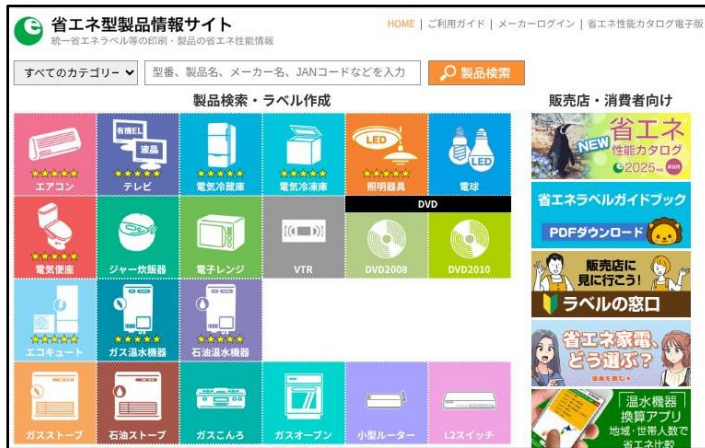 省エネ型製品情報サイト
統一省エネラベル等の印刷・製品の省エネ性能情報
HOME | ご利用ガイド | メーカーログイン | 省エネ性能カタログ電子版
すべてのカテゴリー
型番、製品名、メーカー名、JANコードなどを入力
製品検索
製品検索・ラベル作成
有機EL
液晶
LED
LED
エアコン
テレビ
電気冷蔵庫
電気冷凍庫
照明器具
電球
DVD
電気便座
ジャー炊飯器
電子レンジ
VTR
DVD2008
DVD2010
エコキュート
ガス温水機器
石油温水機器
ガスストーブ
石油ストーブ
ガスこんろ
ガスオーブン
小型ルーター
L2スイッチ
販売店・消費者向け
NEW
省エネ
性能カタログ
2025
省エネラベルガイドブック
PDFダウンロード
販売店に
見に行こう!
ラベルの窓口
省エネ家電、
どう選ぶ?
温水機器
換算アプリ
地域・世帯人数で
省エネ比較